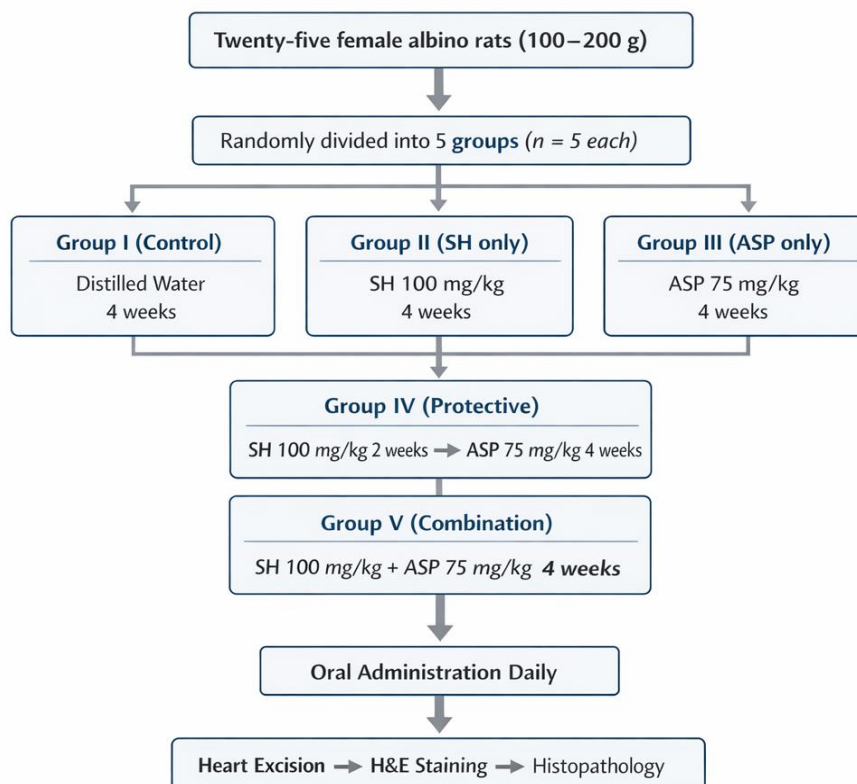 Twenty-five female albino rats (100–200 g)
Randomly divided into 5 groups (n = 5 each)
Group I (Control)
Distilled Water
4 weeks
Group II (SH only)
SH 100 mg/kg
4 weeks
Group III (ASP only)
ASP 75 mg/kg
4 weeks
Group IV (Protective)
SH 100 mg/kg 2 weeks → ASP 75 mg/kg 4 weeks
Group V (Combination)
SH 100 mg/kg + ASP 75 mg/kg 4 weeks
Oral Administration Daily
Heart Excision → H&E Staining → Histopathology